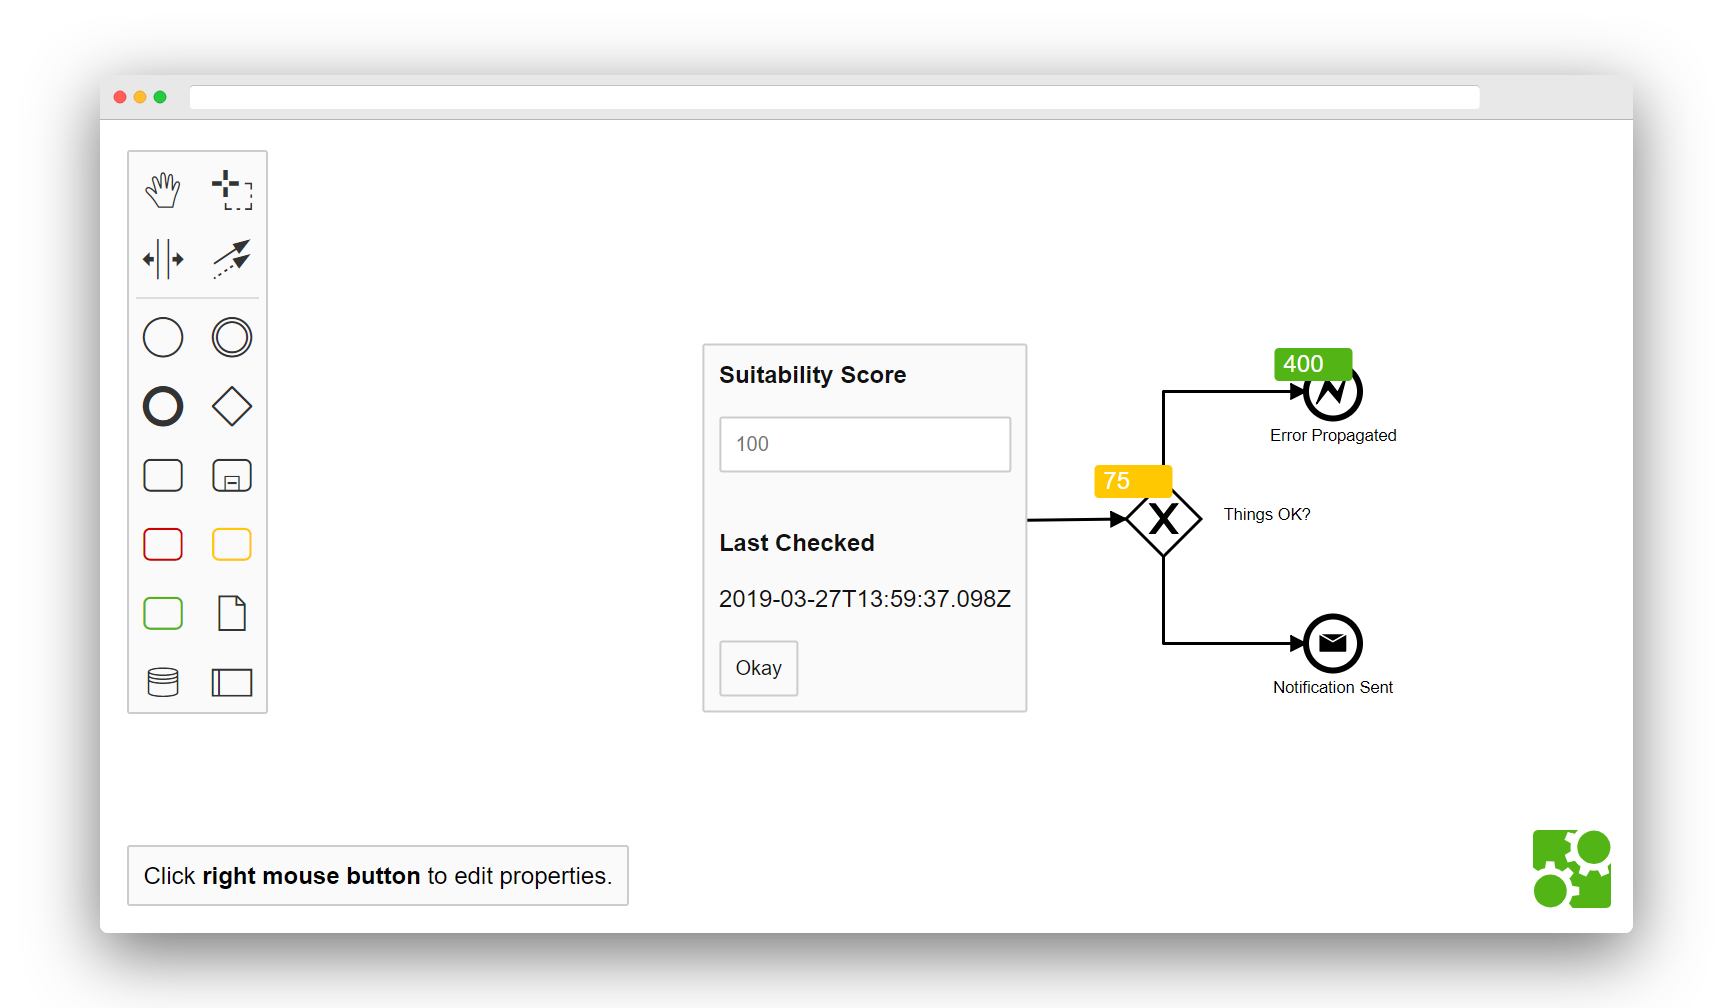 Suitability Score
100
Last Checked
2019-03-27T13:59:37.098Z
Okay
400
Error Propagated
75
X
Things OK?
Notification Sent
Click right mouse button to edit properties.